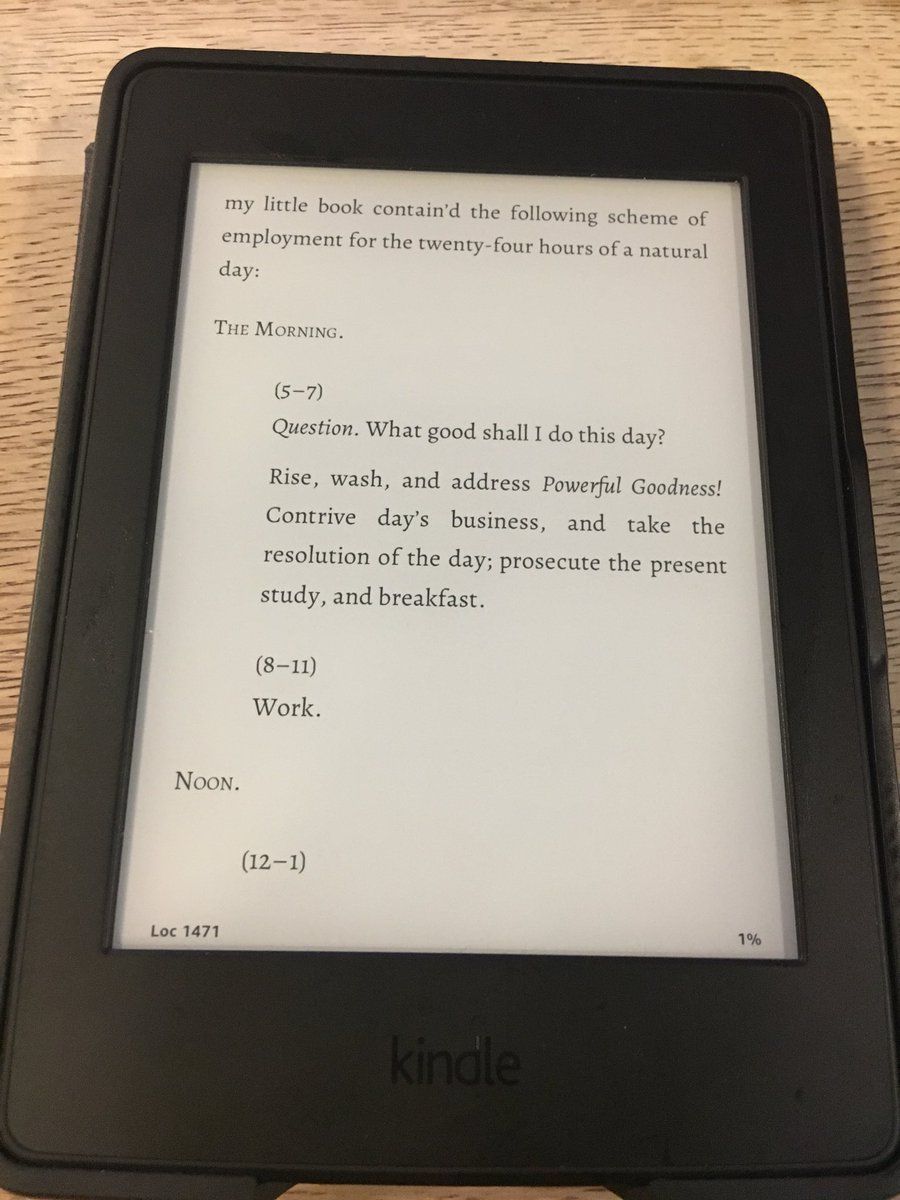 my little book contain'd the following scheme of
employment for the twenty-four hours of a natural
day:
THE MORNING.
(5–7)
Question. What good shall I do this day?
Rise, wash, and address Powerful Goodness!
Contrive day's business, and take the
resolution of the day; prosecute the present
study, and breakfast.
(8–11)
Work.
NOON.
(12–1)
Loc 1471
1%
kindle